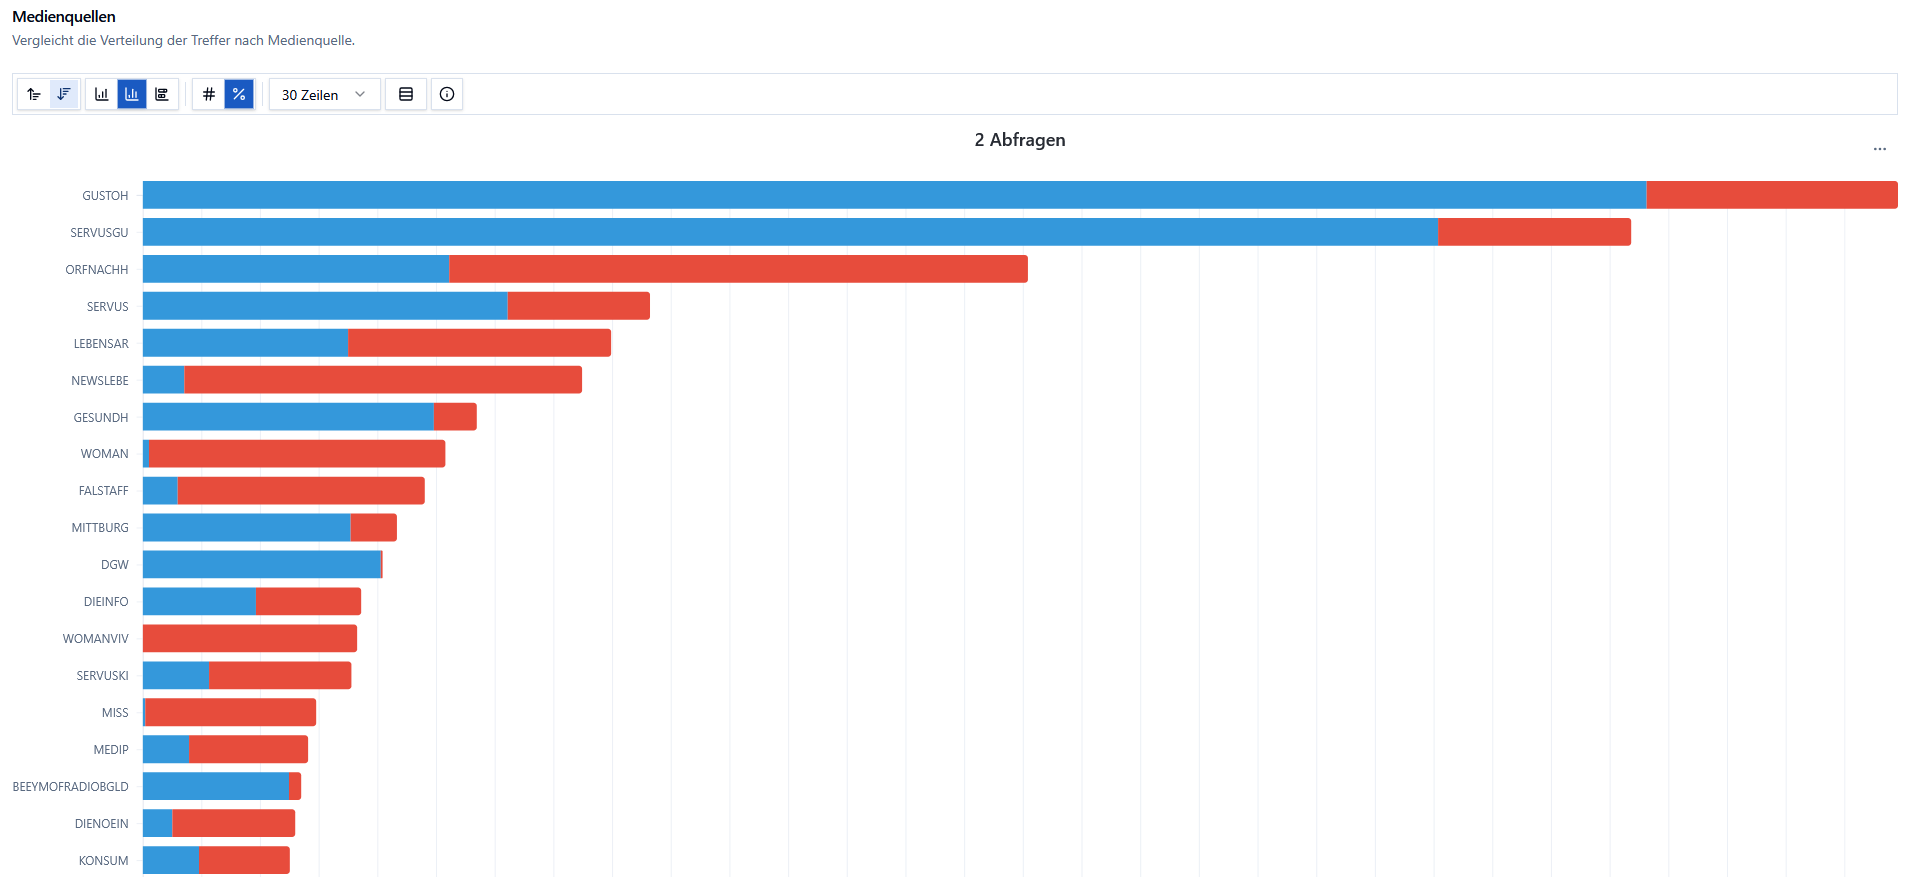 Medienquellen
Vergleicht die Verteilung der Treffer nach Medienquelle.
# % 30 Zeilen
2 Abfragen
...
GUSTOH
SERVUSGU
ORFNACHH
SERVUS
LEBENSAR
NEWSLEBE
GESUNDH
WOMAN
FALSTAFF
MITTBURG
DGW
DIEINFO
WOMANVIV
SERVUSKI
MISS
MEDIP
BEEYMOFRADIOBGLD
DIENOEIN
KONSUM